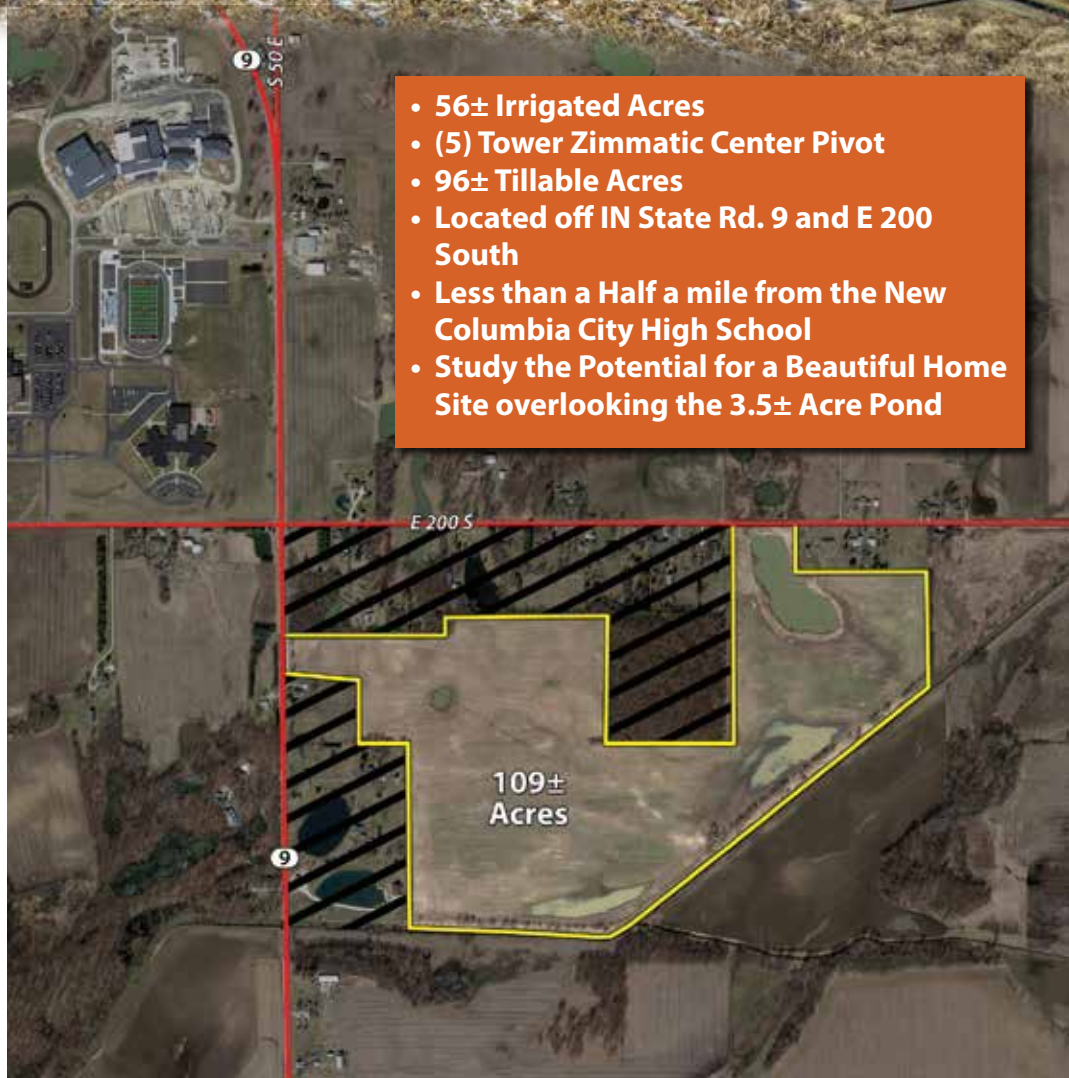 9
S 50 E
• 56± Irrigated Acres
• (5) Tower Zimmatic Center Pivot
• 96± Tillable Acres
• Located off IN State Rd. 9 and E 200
South
• Less than a Half a mile from the New
Columbia City High School
• Study the Potential for a Beautiful Home
Site overlooking the 3.5± Acre Pond
E 200 S
109±
Acres
9